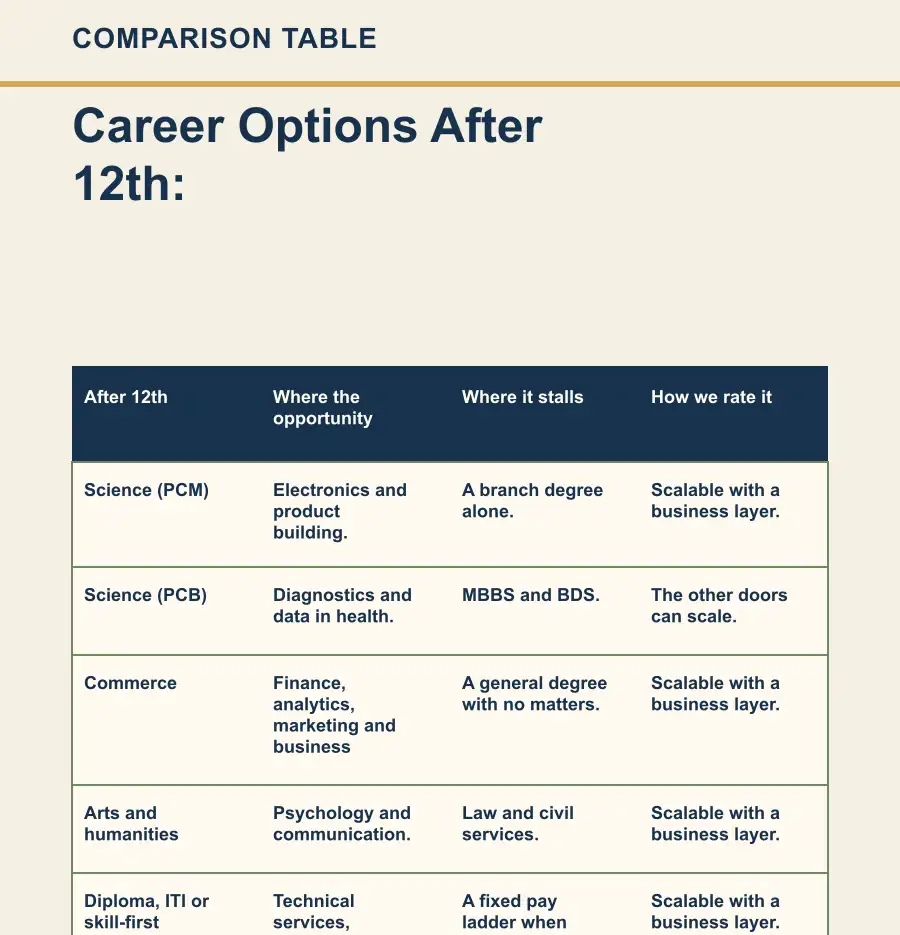 COMPARISON TABLE
Career Options After
12th:
After 12th
Where the
opportunity
Where it stalls
How we rate it
Science (PCM)
Electronics and
product
building.
A branch degree
alone.
Scalable with a
business layer.
Science (PCB)
Diagnostics and
data in health.
MBBS and BDS.
The other doors
can scale.
Commerce
Finance,
analytics,
marketing and
business
A general degree
with no matters.
Scalable with a
business layer.
Arts and
humanities
Psychology and
communication.
Law and civil
services.
Scalable with a
business layer.
Diploma, ITI or
skill-first
Technical
services,
A fixed pay
ladder when
Scalable with a
business layer.